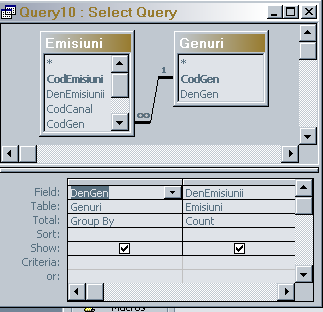 Query10 : Select Query
Emisiuni
*
CodEmisiuni
DenEmisiunii
CodCanal
CodGen
Genuri
*
CodGen
DenGen
1
∞
Field: DenGen DenEmisiunii
Table: Genuri Emisiuni
Total: Group By Count
Sort:
Show:
Criteria:
or:
Macros